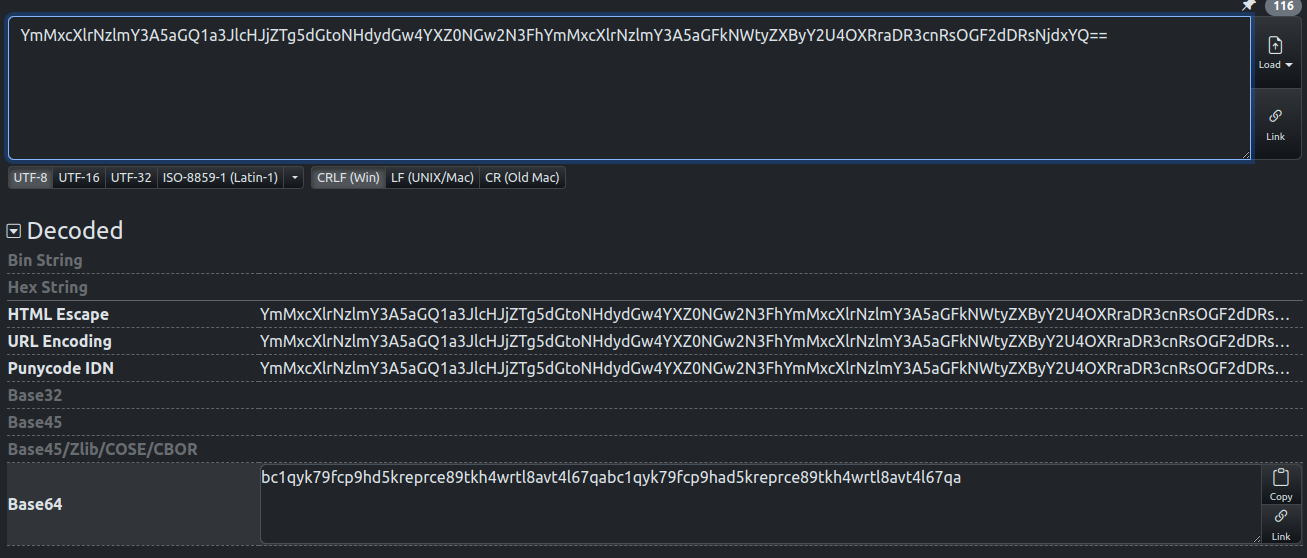 116
YmMxcXlrNzlmY3A5aGQ1a3JlcHJjZTg5dGtoNHdydGw4YXZ0NGw2N3FhYmMxcXlrNzlmY3A5aGFkNWtyZXByY2U4OXRraDR3cnRsOGF2dDRsNjdxYQ==
Load
Link
UTF-8 UTF-16 UTF-32 ISO-8859-1 (Latin-1) CRLF (Win) LF (UNIX/Mac) CR (Old Mac)
Decoded
Bin String
Hex String
HTML Escape YmMxcXlrNzlmY3A5aGQ1a3JlcHJjZTg5dGtoNHdydGw4YXZ0NGw2N3FhYmMxcXlrNzlmY3A5aGFkNWtyZXByY2U4OXRraDR3cnRsOGF2dDRs...
URL Encoding YmMxcXlrNzlmY3A5aGQ1a3JlcHJjZTg5dGtoNHdydGw4YXZ0NGw2N3FhYmMxcXlrNzlmY3A5aGFkNWtyZXByY2U4OXRraDR3cnRsOGF2dDRs...
Punycode IDN YmMxcXlrNzlmY3A5aGQ1a3JlcHJjZTg5dGtoNHdydGw4YXZ0NGw2N3FhYmMxcXlrNzlmY3A5aGFkNWtyZXByY2U4OXRraDR3cnRsOGF2dDRs...
Base32
Base45
Base45/Zlib/COSE/CBOR
Base64 bc1qyk79fcp9hd5kreprce89tkh4wrtl8avt4l67qabc1qyk79fcp9had5kreprce89tkh4wrtl8avt4l67qa
Copy
Link